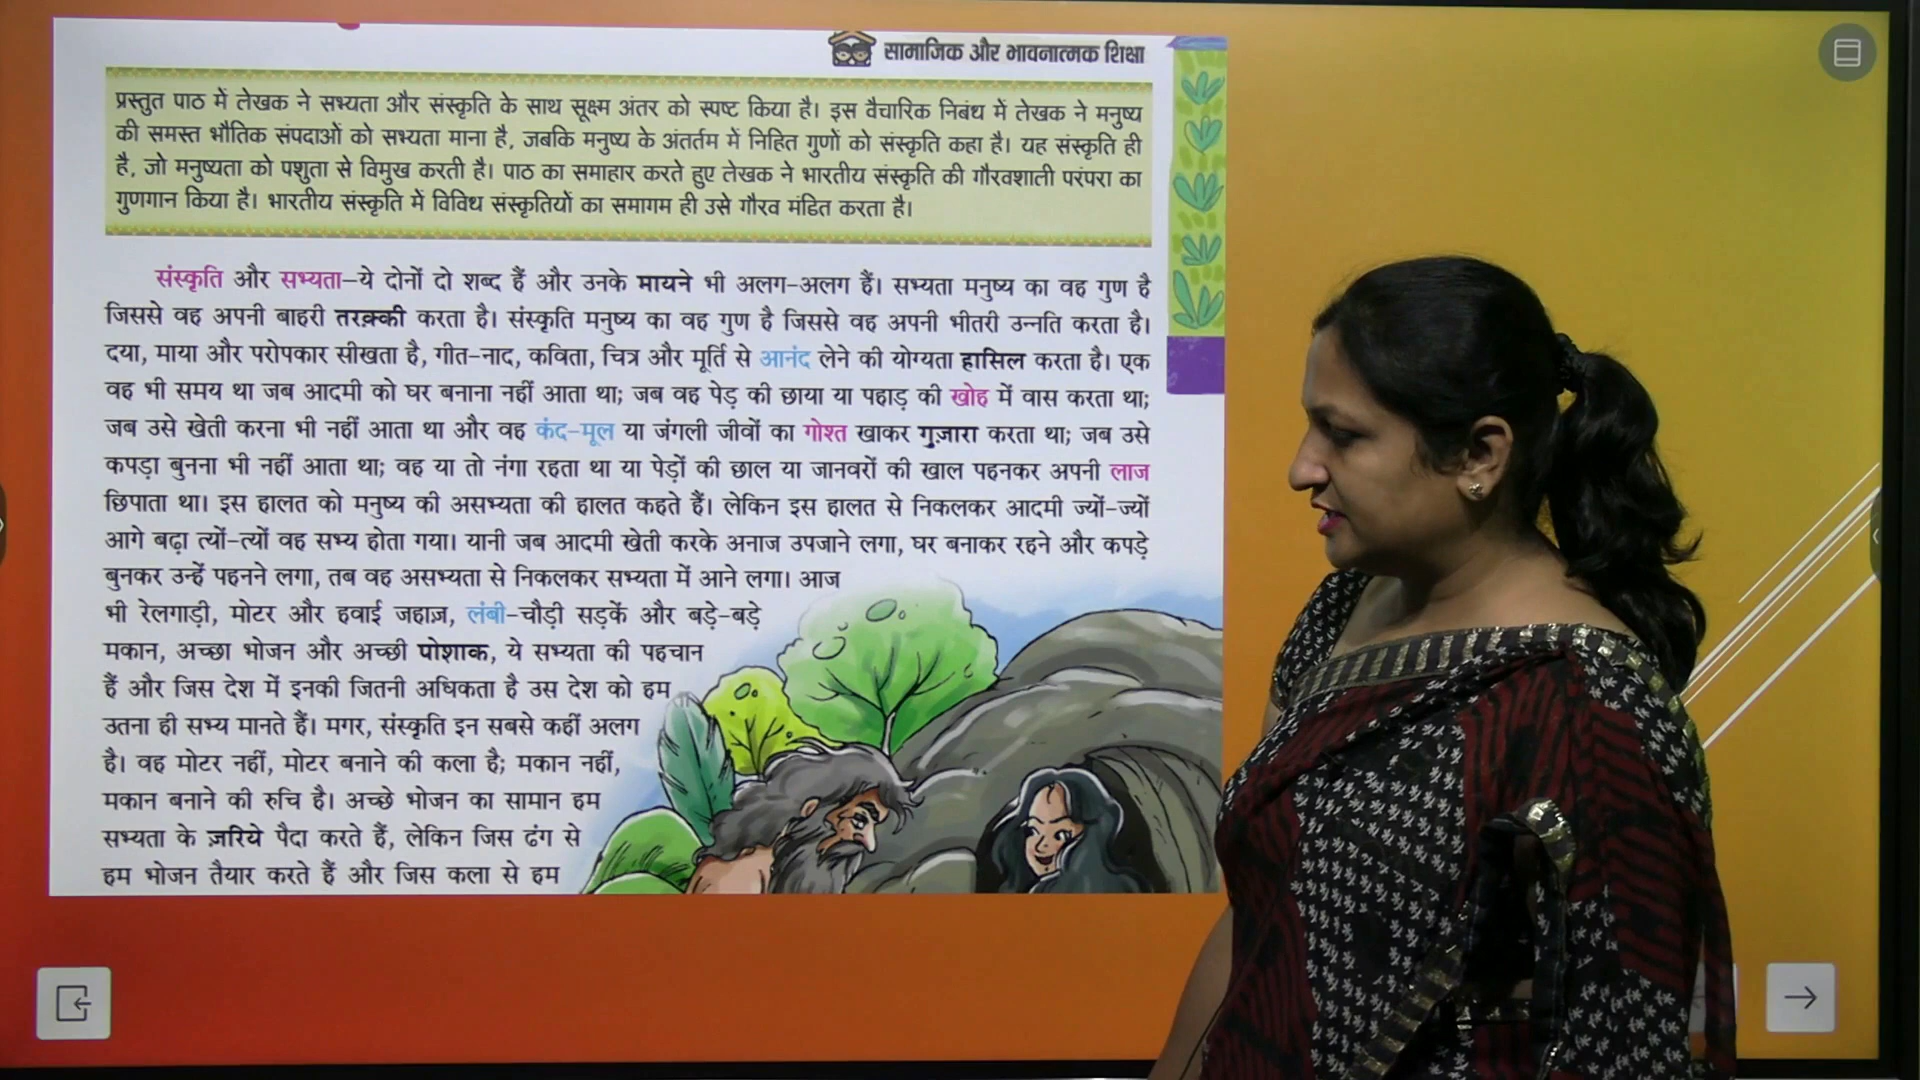 सामाजिक और भावनात्मक शिक्षा
प्रस्तुत पाठ में लेखक ने सभ्यता और संस्कृति के साथ सूक्ष्म अंतर को स्पष्ट किया है। इस वैचारिक निबंध में लेखक ने मनुष्य
की समस्त भौतिक संपदाओं को सभ्यता माना है, जबकि मनुष्य के अंतर्तम में निहित गुणों को संस्कृति कहा है। यह संस्कृति ही
है, जो मनुष्यता को पशुता से विमुख करती है। पाठ का समाहार करते हुए लेखक ने भारतीय संस्कृति की गौरवशाली परंपरा का
गुणगान किया है। भारतीय संस्कृति में विविध संस्कृतियों का समागम ही उसे गौरव मंडित करता है।
संस्कृति और सभ्यता–ये दोनों दो शब्द हैं और उनके मायने भी अलग-अलग हैं। सभ्यता मनुष्य का वह गुण है
जिससे वह अपनी बाहरी तरक़्की करता है। संस्कृति मनुष्य का वह गुण है जिससे वह अपनी भीतरी उन्नति करता है।
दया, माया और परोपकार सीखता है, गीत-नाद, कविता, चित्र और मूर्ति से आनंद लेने की योग्यता हासिल करता है। एक
वह भी समय था जब आदमी को घर बनाना नहीं आता था; जब वह पेड़ की छाया या पहाड़ की खोह में वास करता था;
जब उसे खेती करना भी नहीं आता था और वह कंद-मूल या जंगली जीवों का गोश्त खाकर गुज़ारा करता था; जब उसे
कपड़ा बुनना भी नहीं आता था; वह या तो नंगा रहता था या पेड़ों की छाल या जानवरों की खाल पहनकर अपनी लाज
छिपाता था। इस हालत को मनुष्य की असभ्यता की हालत कहते हैं। लेकिन इस हालत से निकलकर आदमी ज्यों-ज्यों
आगे बढ़ा त्यों-त्यों वह सभ्य होता गया। यानी जब आदमी खेती करके अनाज उपजाने लगा, घर बनाकर रहने और कपड़े
बुनकर उन्हें पहनने लगा, तब वह असभ्यता से निकलकर सभ्यता में आने लगा। आज
भी रेलगाड़ी, मोटर और हवाई जहाज़, लंबी-चौड़ी सड़कें और बड़े-बड़े
मकान, अच्छा भोजन और अच्छी पोशाक, ये सभ्यता की पहचान
हैं और जिस देश में इनकी जितनी अधिकता है उस देश को हम
उतना ही सभ्य मानते हैं। मगर, संस्कृति इन सबसे कहीं अलग
है। वह मोटर नहीं, मोटर बनाने की कला है; मकान नहीं,
मकान बनाने की रुचि है। अच्छे भोजन का सामान हम
सभ्यता के ज़रिये पैदा करते हैं, लेकिन जिस ढंग से
हम भोजन तैयार करते हैं और जिस कला से हम